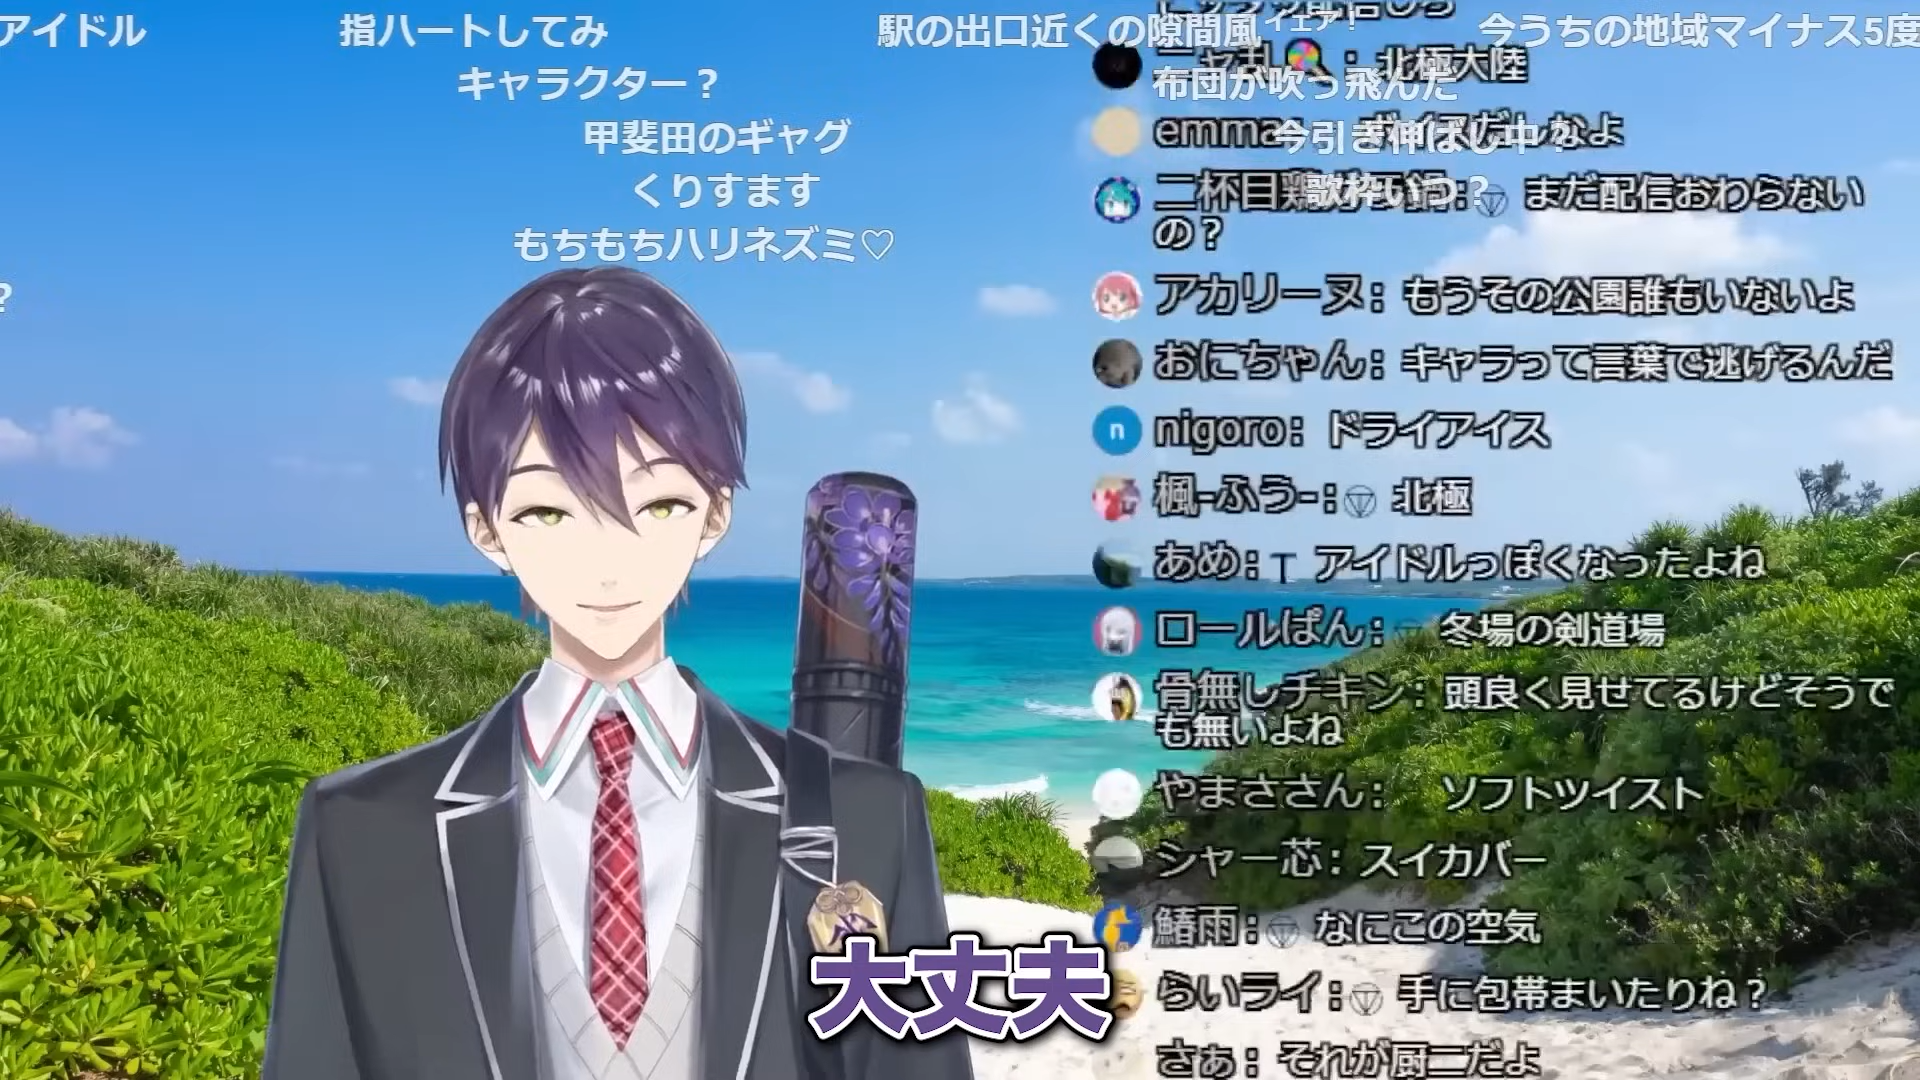 アイドル
指ハートしてみ
駅の出口近くの隙間風
今うちの地域マイナス5度
キャラクター？
布団が吹っ飛んだ
甲斐田のギャグ
今引き伸ばし中？
くりすます
歌枠いつ？
もちもちハリネズミ♡
?
北極大陸
emma
まだ配信おわらない
の？
アカリーヌ: もうその公園誰もいないよ
おにちゃん: キャラって言葉で逃げるんだ
n
nigoro: ドライアイス
楓-ふう-: 北極
あめ: アイドルっぽくなったよね
ロールぱん: 冬場の剣道場
骨無しチキン: 頭良く見せてるけどそうで
も無いよね
やまささん: ソフトツイスト
シャー芯: スイカバー
鰆雨: なにこの空気
らいライ: 手に包帯まいたりね？
さぁ: それが厨二だよ
大丈夫